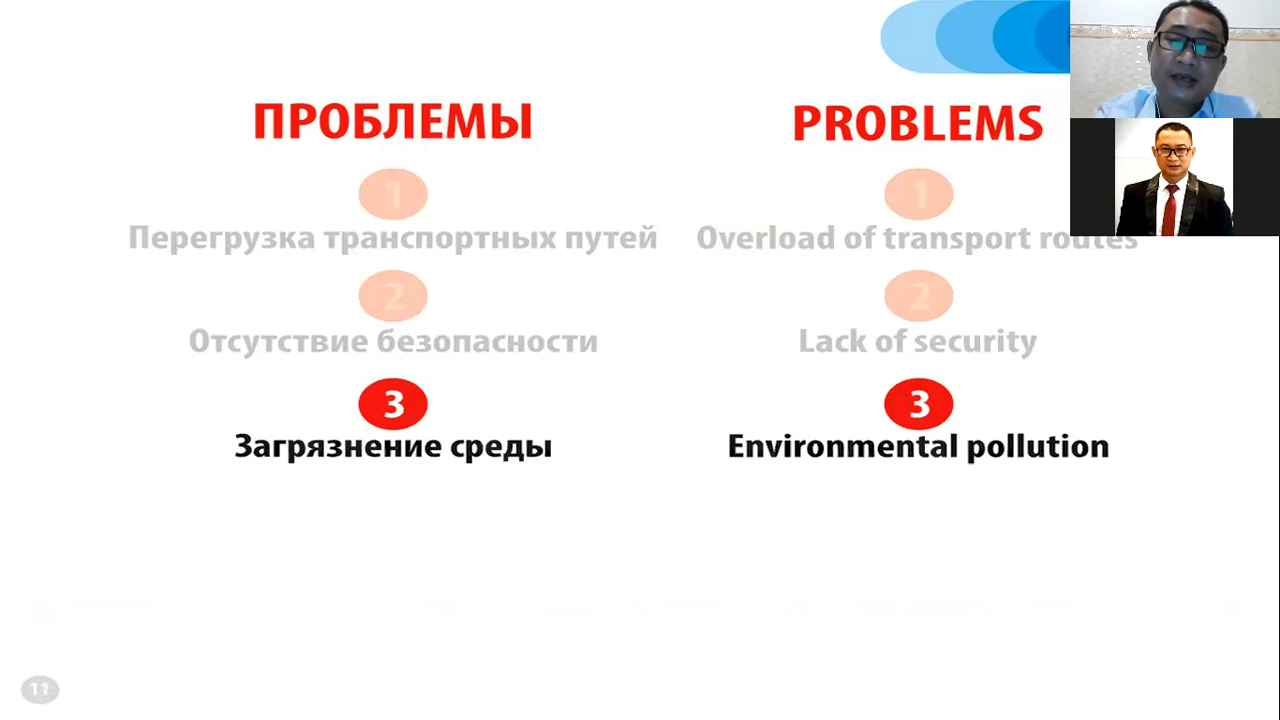 ПРОБЛЕМЫ
1
Перегрузка транспортных путей
2
Отсутствие безопасности
3
Загрязнение среды
PROBLEMS
1
Overload of transport routes
2
Lack of security
3
Environmental pollution
11